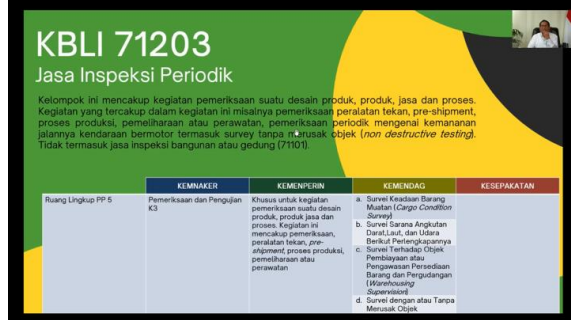 KBLI 71203
Jasa Inspeksi Periodik
Kelompok ini mencakup kegiatan pemeriksaan suatu desain produk, produk, jasa dan proses.
Kegiatan yang tercakup dalam kegiatan ini misalnya pemeriksaan peralatan tekan, pre-shipment,
proses produksi, pemeliharaan atau perawatan, pemeriksaan periodik mengenai kemananan
jalannya kendaraan bermotor termasuk survey tanpa merusak objek (non destructive testing).
Tidak termasuk jasa inspeksi bangunan atau gedung (71101).
KEMNAKER KEMENPERIN KEMENDAG KESEPAKATAN
Ruang Lingkup PP 5
Pemeriksaan dan Pengujian
K3
Khusus untuk kegiatan
pemeriksaan suatu desain
produk, produk jasa dan
proses. Kegiatan ini
mencakup pemeriksaan,
peralatan tekan, pre-
shipment, proses produksi,
pemeliharaan atau
perawatan
a. Survei Keadaan Barang
Muatan (Cargo Condition
Survey)
b. Survei Sarana Angkutan
Darat,Laut, dan Udara
Berikut Perlengkapannya
c. Survei Terhadap Objek
Pembiayaan atau
Pengawasan Persediaan
Barang dan Pergudangan
(Warehousing
Supervision)
d. Survei dengan atau Tanpa
Merusak Objek